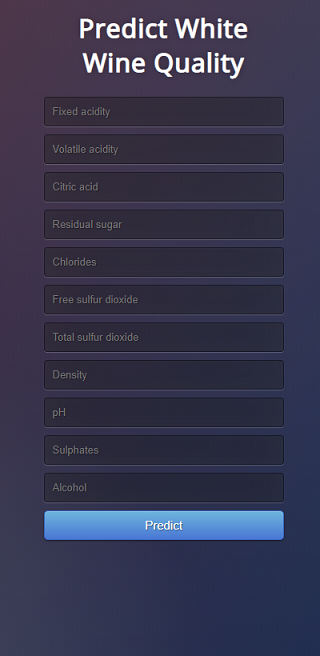 Predict White
Wine Quality
Fixed acidity
Volatile acidity
Citric acid
Residual sugar
Chlorides
Free sulfur dioxide
Total sulfur dioxide
Density
pH
Sulphates
Alcohol
Predict